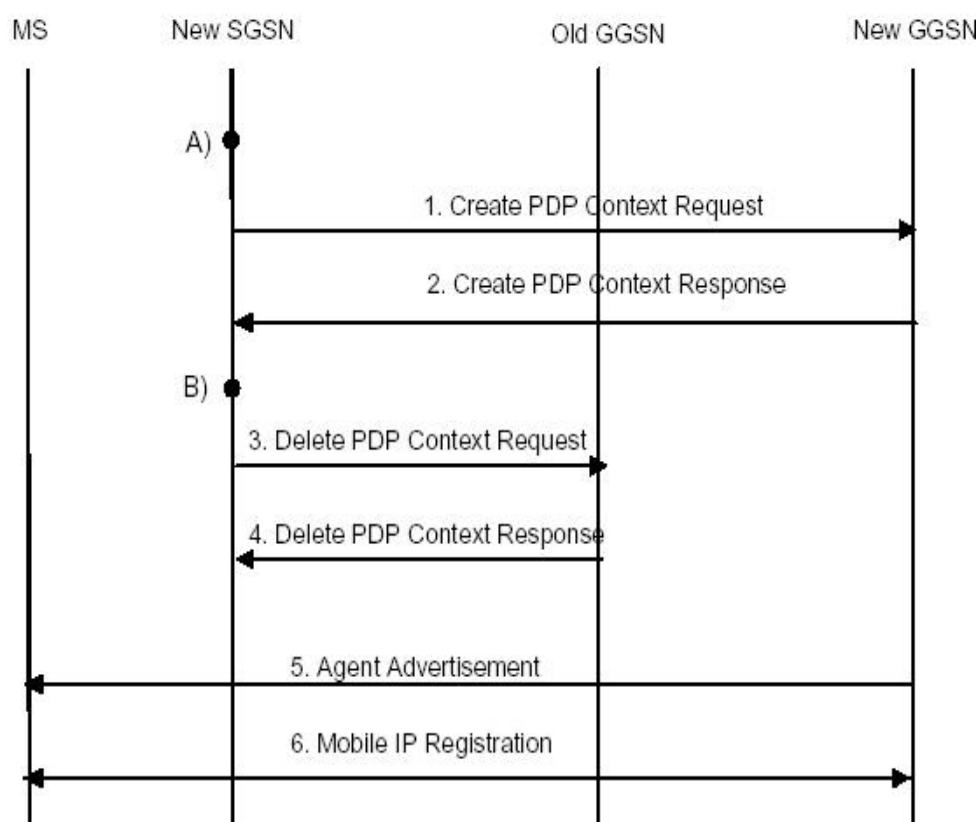 MS
New SGSN
Old GGSN
New GGSN
A)
1. Create PDP Context Request
2. Create PDP Context Response
B)
3. Delete PDP Context Request
4. Delete PDP Context Response
5. Agent Advertisement
6. Mobile IP Registration